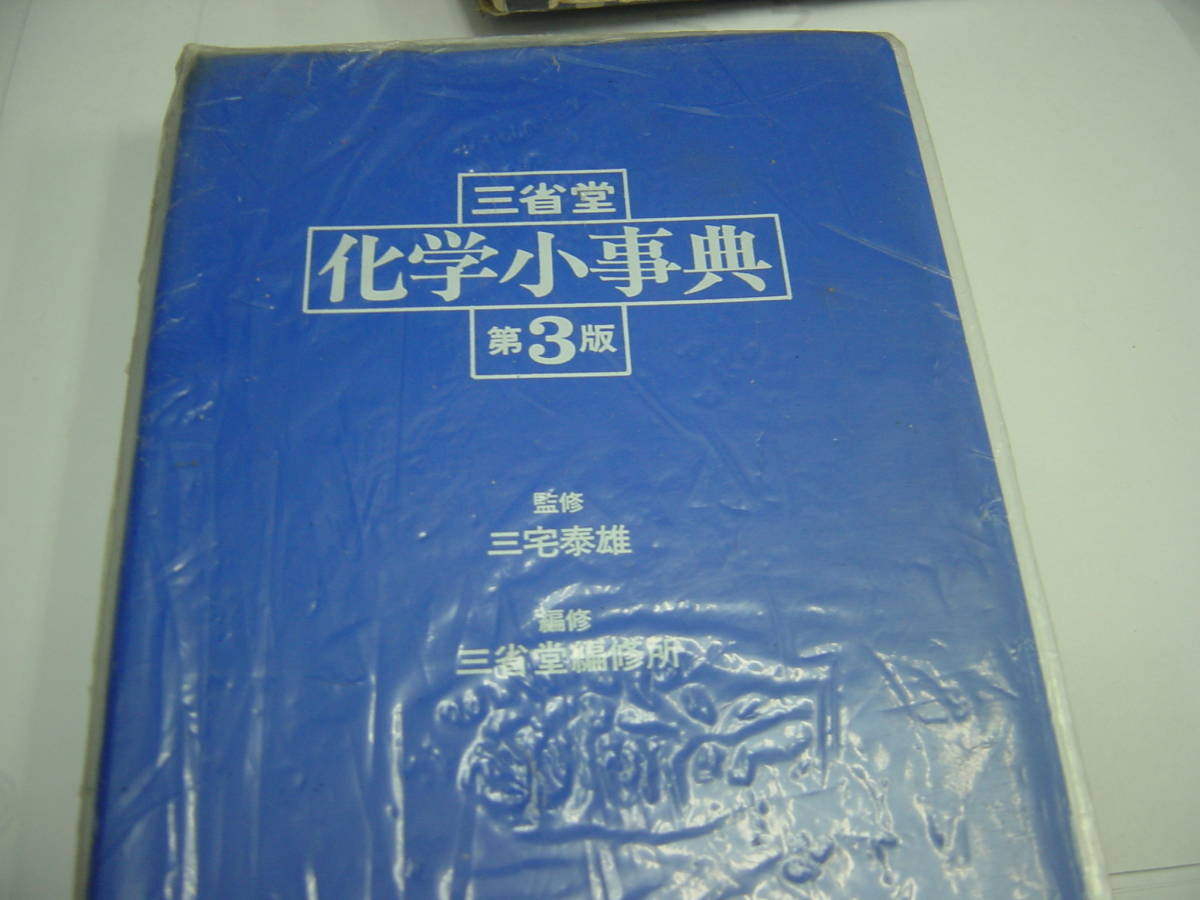 三省堂
化学小事典
第3版
監修
三宅泰雄
編修
三省堂編修所